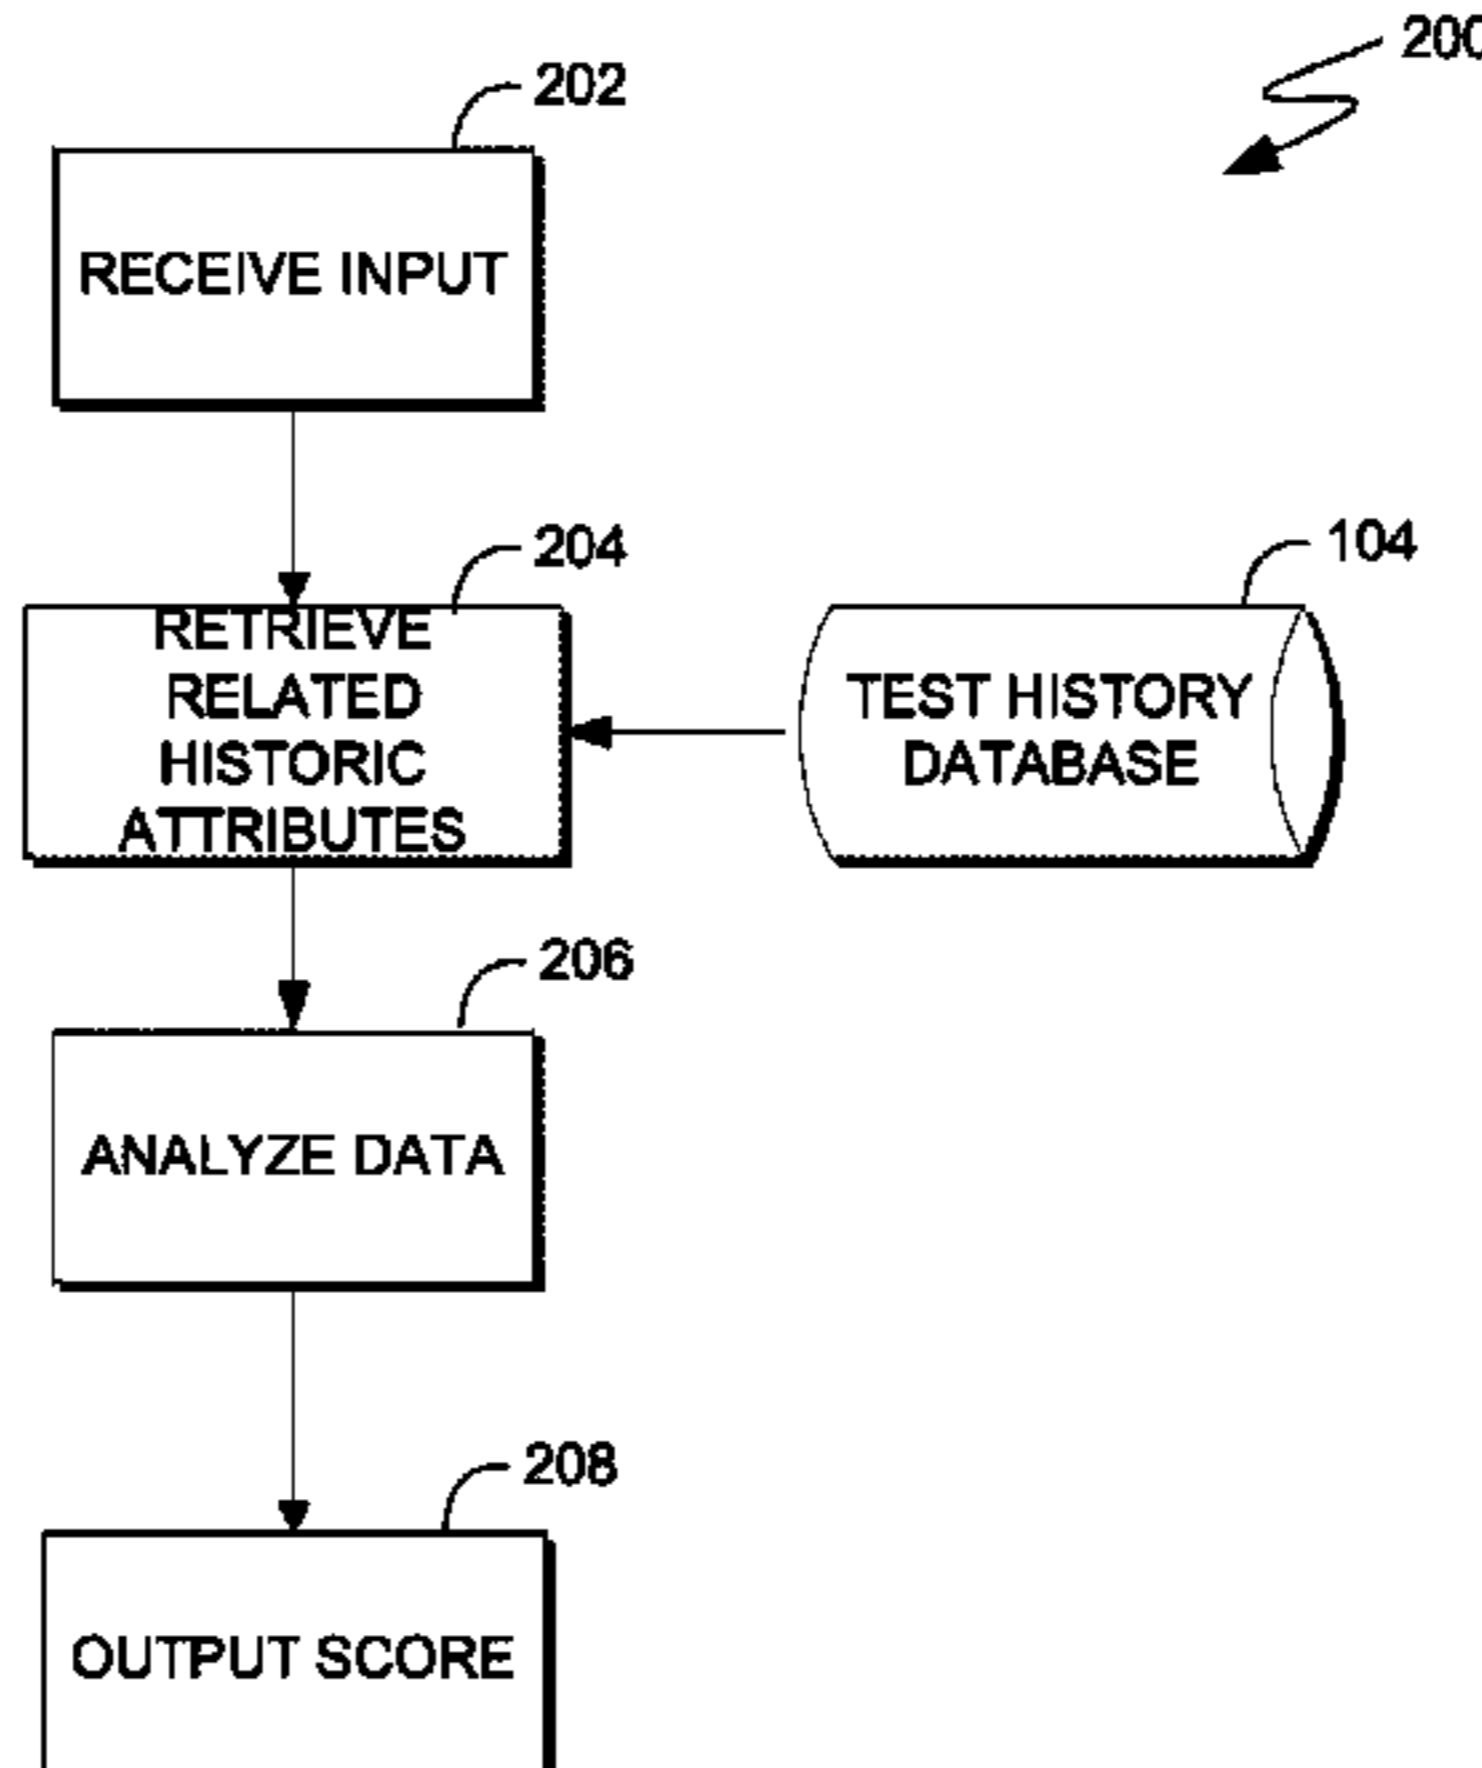 200
202
RECEIVE INPUT
204
104
RETRIEVE
RELATED
HISTORIC
ATTRIBUTES
TEST HISTORY
DATABASE
206
ANALYZE DATA
208
OUTPUT SCORE